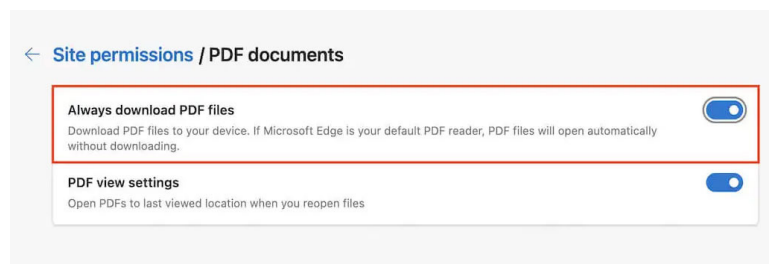 Site permissions / PDF documents
Always download PDF files
Download PDF files to your device. If Microsoft Edge is your default PDF reader, PDF files will open automatically
without downloading.
PDF view settings
Open PDFs to last viewed location when you reopen files